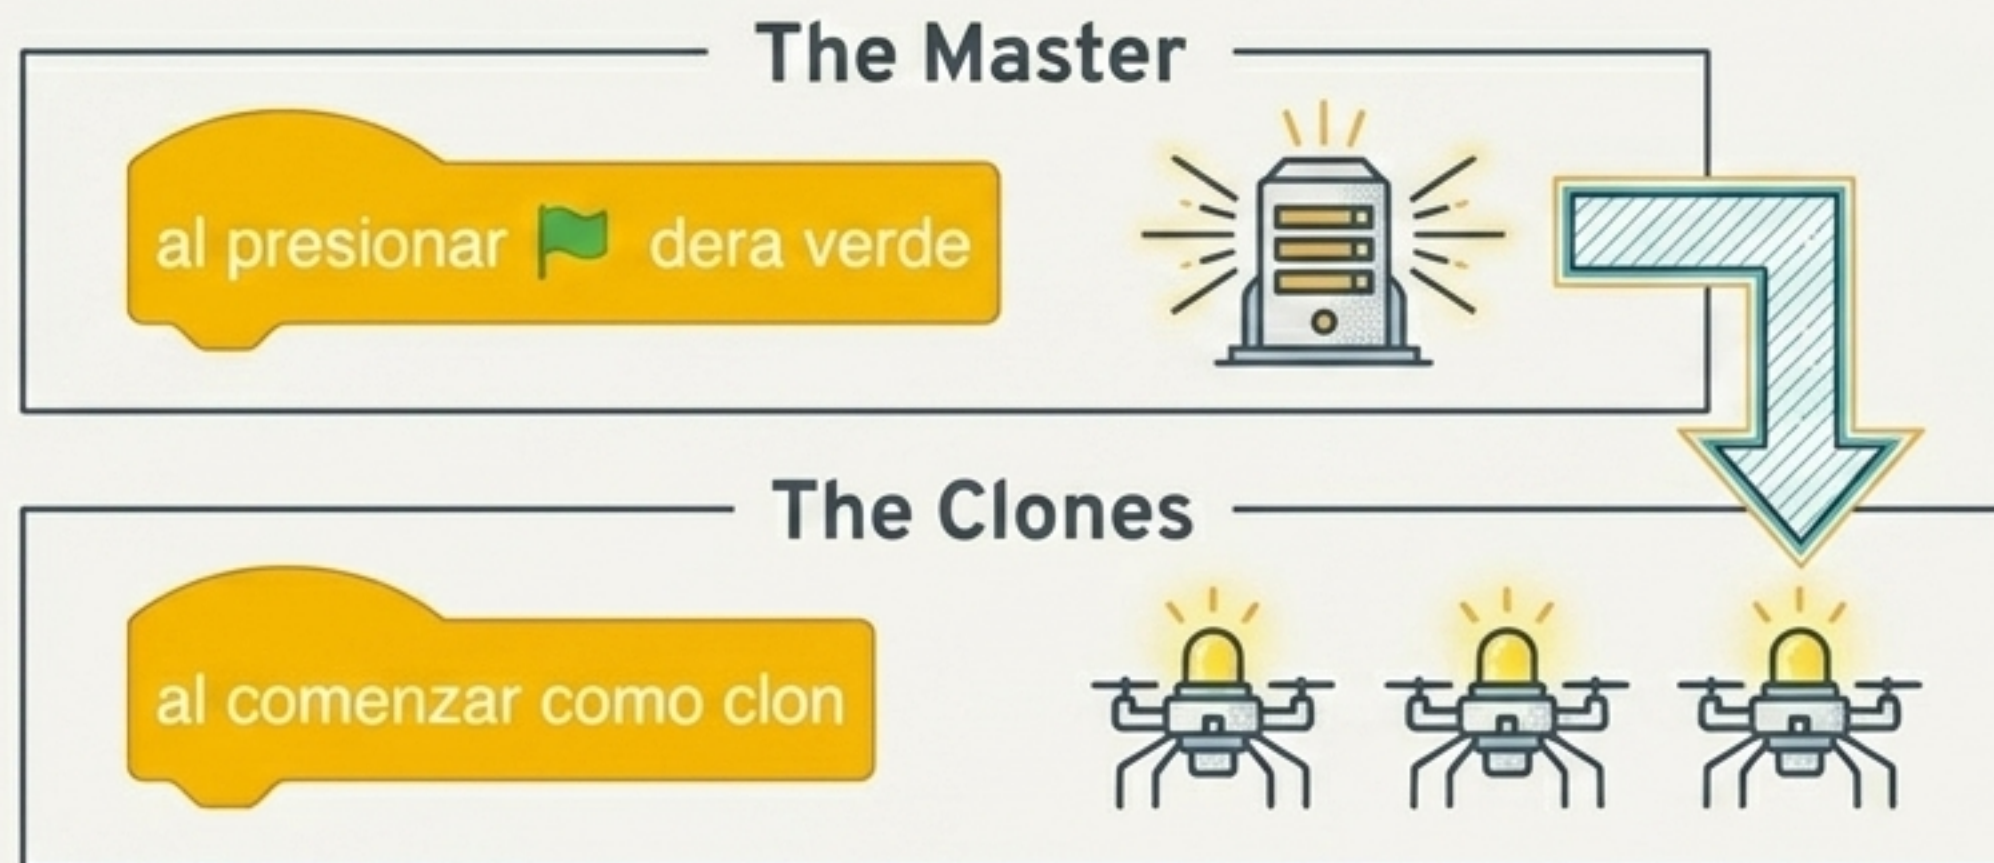 The Master
al presionar dera verde
The Clones
al comenzar como clon